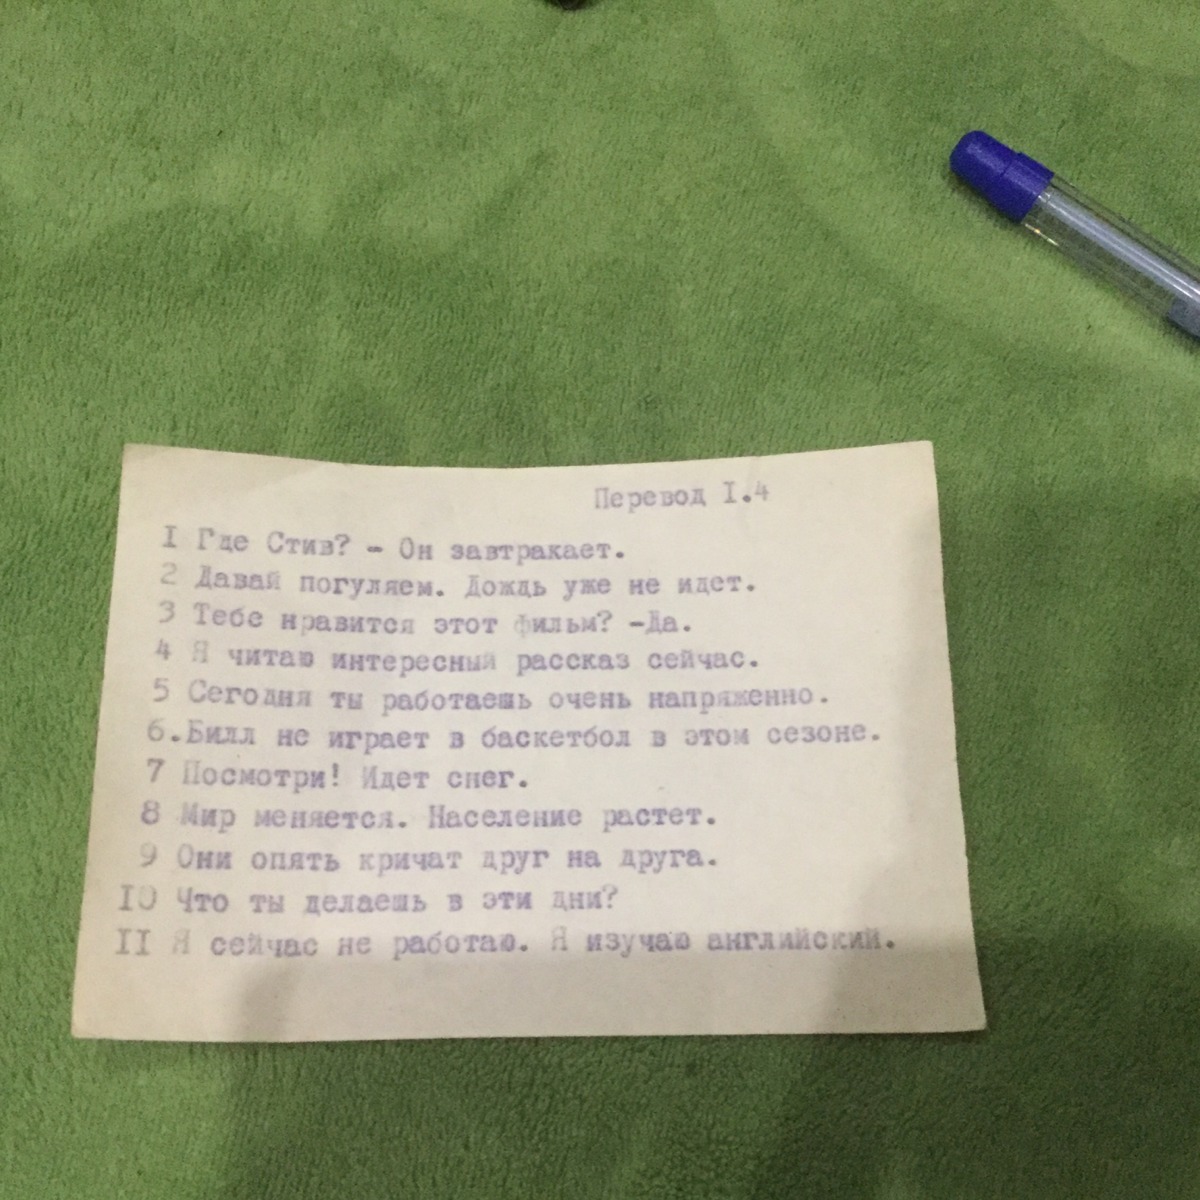 Перевод I.4
I Где Стив? - Он завтракает.
2 Давай погуляем. Дождь уже не идет.
3 Тебе нравится этот фильм? -Да.
4 Я читаю интересный рассказ сейчас.
5 Сегодня ты работаешь очень напряженно.
6.Билл не играет в баскетбол в этом сезоне.
7 Посмотри! Идет снег.
8 Мир меняется. Население растет.
9 Они опять кричат друг на друга.
IO Что ты делаешь в эти дни?
II Я сейчас не работаю. Я изучаю английский.